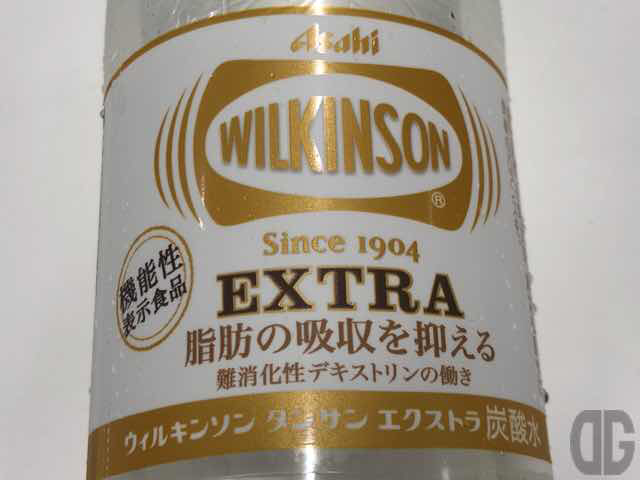 Asahi
WILKINSON
®
Since 1904
EXTRA
機能性
表示食品
脂肪の吸収を抑える
難消化性デキストリンの働き
ウィルキンソン タンサン エクストラ 炭酸水
DG